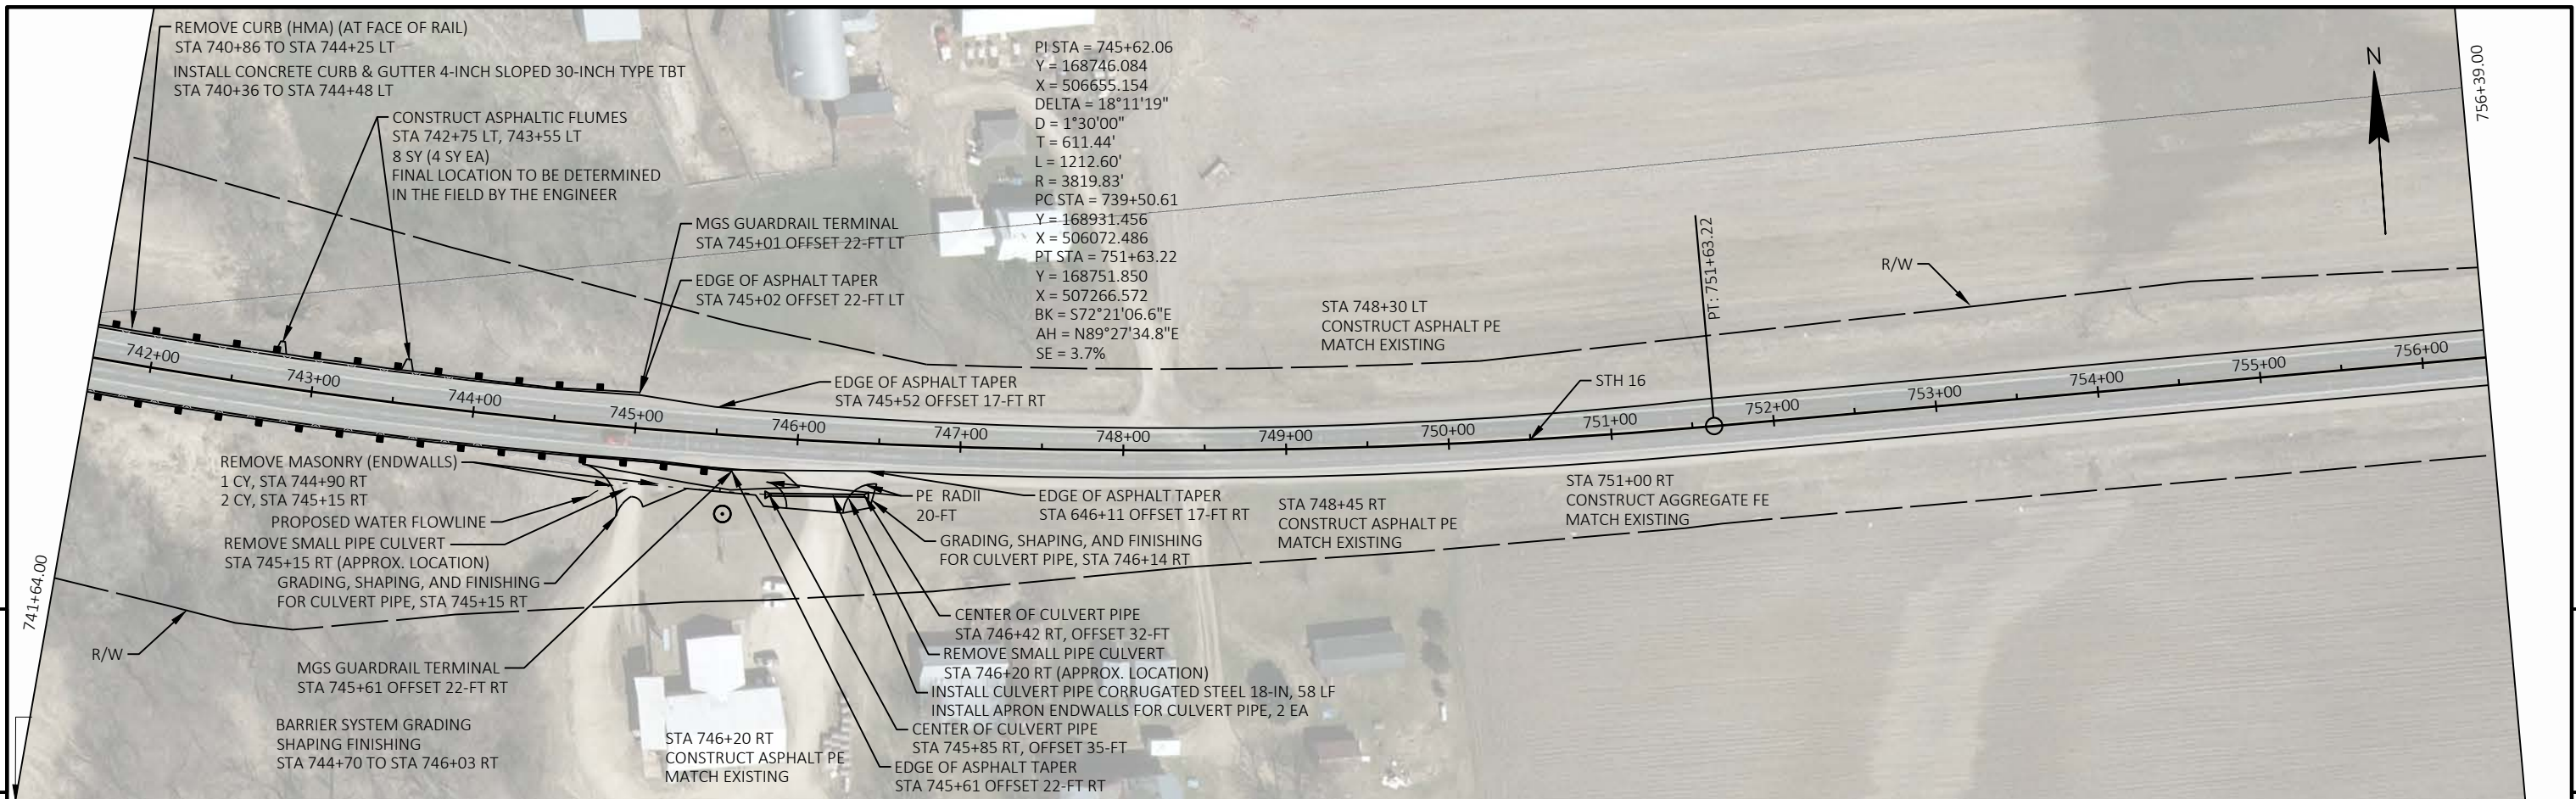 REMOVE CURB (HMA) (AT FACE OF RAIL)
STA 740+86 TO STA 744+25 LT
INSTALL CONCRETE CURB & GUTTER 4-INCH SLOPED 30-INCH TYPE TBT
STA 740+36 TO STA 744+48 LT
CONSTRUCT ASPHALTIC FLUMES
STA 742+75 LT, 743+55 LT
8 SY (4 SY EA)
FINAL LOCATION TO BE DETERMINED
IN THE FIELD BY THE ENGINEER
MGS GUARDRAIL TERMINAL
STA 745+01 OFFSET 22-FT LT
EDGE OF ASPHALT TAPER
STA 745+02 OFFSET 22-FT LT
EDGE OF ASPHALT TAPER
STA 745+52 OFFSET 17-FT RT
PI STA = 745+62.06
Y = 168746.084
X = 506655.154
DELTA = 18°11'19"
D = 1°30'00"
T = 611.44'
L = 1212.60'
R = 3819.83'
PC STA = 739+50.61
Y = 168931.456
X = 506072.486
PT STA = 751+63.22
Y = 168751.850
X = 507266.572
BK = S72°21'06.6"E
AH = N89°27'34.8"E
SE = 3.7%
STA 748+30 LT
CONSTRUCT ASPHALT PE
MATCH EXISTING
PT: 751+63.22
R/W
N
756+39.00
STH 16
742+00
743+00
744+00
745+00
746+00
747+00
748+00
749+00
750+00
751+00
752+00
753+00
754+00
755+00
756+00
REMOVE MASONRY (ENDWALLS)
1 CY, STA 744+90 RT
2 CY, STA 745+15 RT
PROPOSED WATER FLOWLINE
REMOVE SMALL PIPE CULVERT
STA 745+15 RT (APPROX. LOCATION)
GRADING, SHAPING, AND FINISHING
FOR CULVERT PIPE, STA 745+15 RT
741+64.00
R/W
MGS GUARDRAIL TERMINAL
STA 745+61 OFFSET 22-FT RT
BARRIER SYSTEM GRADING
SHAPING FINISHING
STA 744+70 TO STA 746+03 RT
STA 746+20 RT
CONSTRUCT ASPHALT PE
MATCH EXISTING
PE RADII
20-FT
EDGE OF ASPHALT TAPER
STA 646+11 OFFSET 17-FT RT
GRADING, SHAPING, AND FINISHING
FOR CULVERT PIPE, STA 746+14 RT
CENTER OF CULVERT PIPE
STA 746+42 RT, OFFSET 32-FT
REMOVE SMALL PIPE CULVERT
STA 746+20 RT (APPROX. LOCATION)
INSTALL CULVERT PIPE CORRUGATED STEEL 18-IN, 58 LF
INSTALL APRON ENDWALLS FOR CULVERT PIPE, 2 EA
CENTER OF CULVERT PIPE
STA 745+85 RT, OFFSET 35-FT
EDGE OF ASPHALT TAPER
STA 745+61 OFFSET 22-FT RT
STA 748+45 RT
CONSTRUCT ASPHALT PE
MATCH EXISTING
STA 751+00 RT
CONSTRUCT AGGREGATE FE
MATCH EXISTING